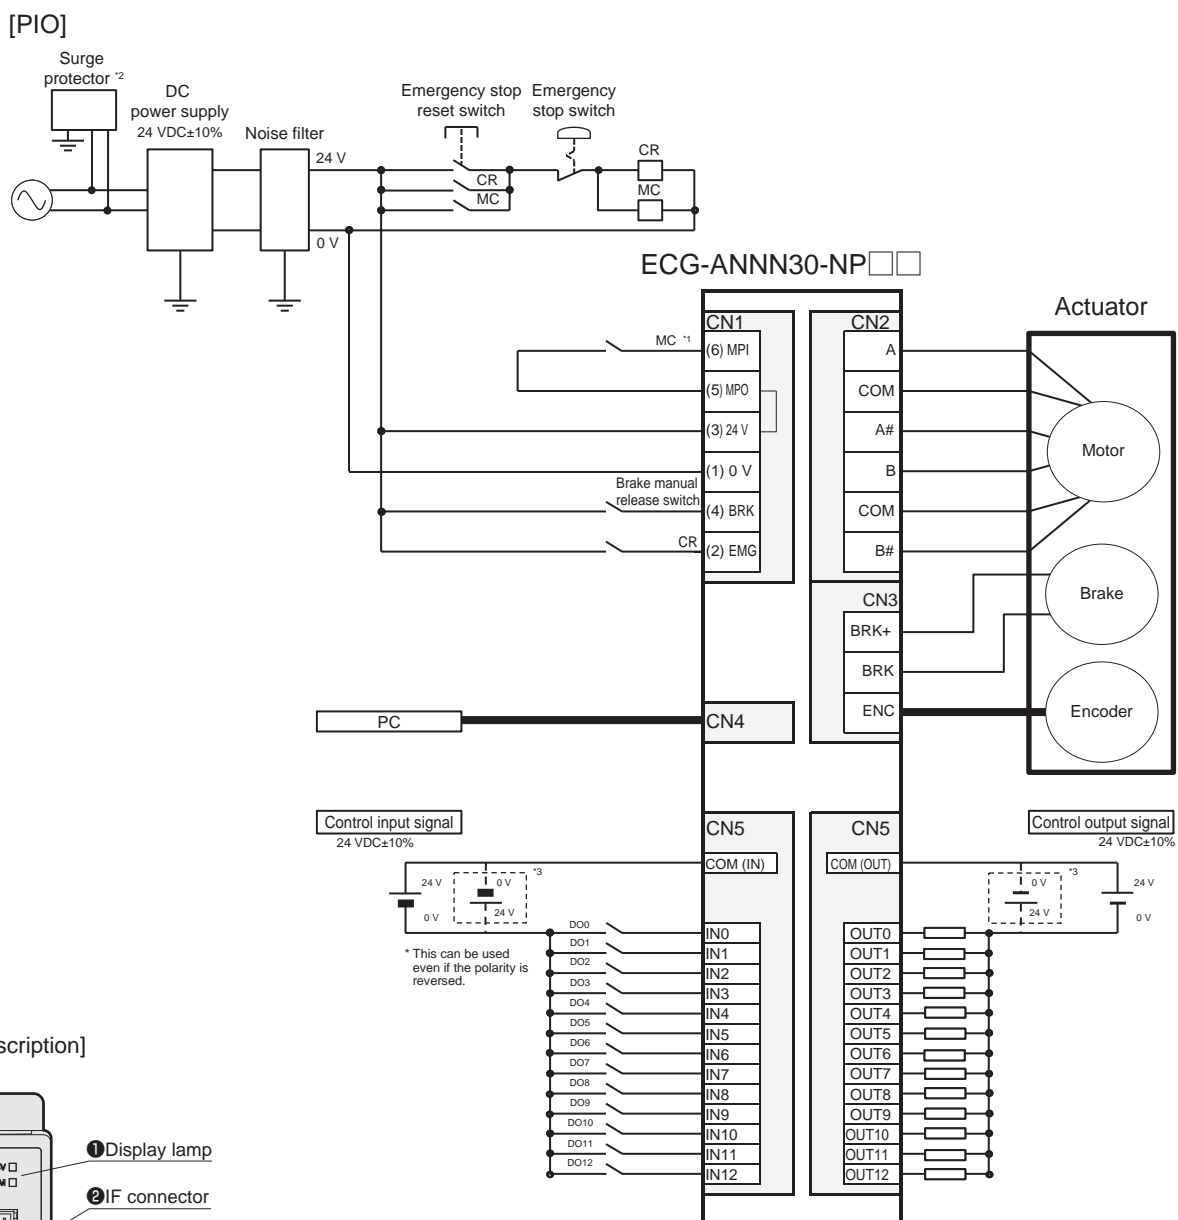 [PIO]
Surge
protector *2
DC
power supply
24 VDC±10%
Noise filter
24 V
0 V
Emergency stop
reset switch
Emergency
stop switch
CR
MC
CR
MC
ECG-ANNN30-NP□□
Actuator
CN1
MC *1
(6) MPI
(5) MPO
(3) 24 V
(1) 0 V
Brake manual
release switch
(4) BRK
CR
(2) EMG
CN2
A
COM
A#
B
COM
B#
Motor
CN3
BRK+
BRK
ENC
Brake
Encoder
PC
CN4
Control input signal
24 VDC±10%
CN5
COM (IN)
24 V
0 V
0 V
24 V
*3
* This can be used
even if the polarity is
reversed.
DO0
IN0
DO1
IN1
DO2
IN2
DO3
IN3
DO4
IN4
DO5
IN5
DO6
IN6
DO7
IN7
DO8
IN8
DO9
IN9
DO10
IN10
DO11
IN11
DO12
IN12
CN5
COM (OUT)
Control output signal
24 VDC±10%
0 V
24 V
*3
24 V
0 V
OUT0
OUT1
OUT2
OUT3
OUT4
OUT5
OUT6
OUT7
OUT8
OUT9
OUT10
OUT11
OUT12
scription]
❶Display lamp
❷IF connector